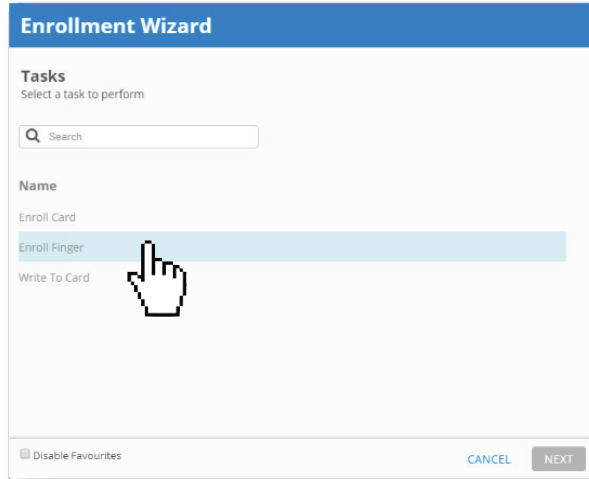 Enrollment Wizard
Tasks
Select a task to perform
Search
Name
Enroll Card
Enroll Finger
Write To Card
Disable Favourites
CANCEL
NEXT